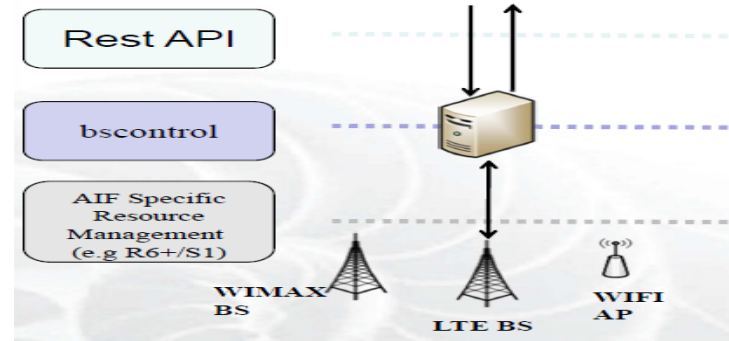 Rest API
bscontrol
AIF Specific
Resource
Management
(e.g R6+/S1)
WIMAX
BS
LTE BS
WIFI
AP